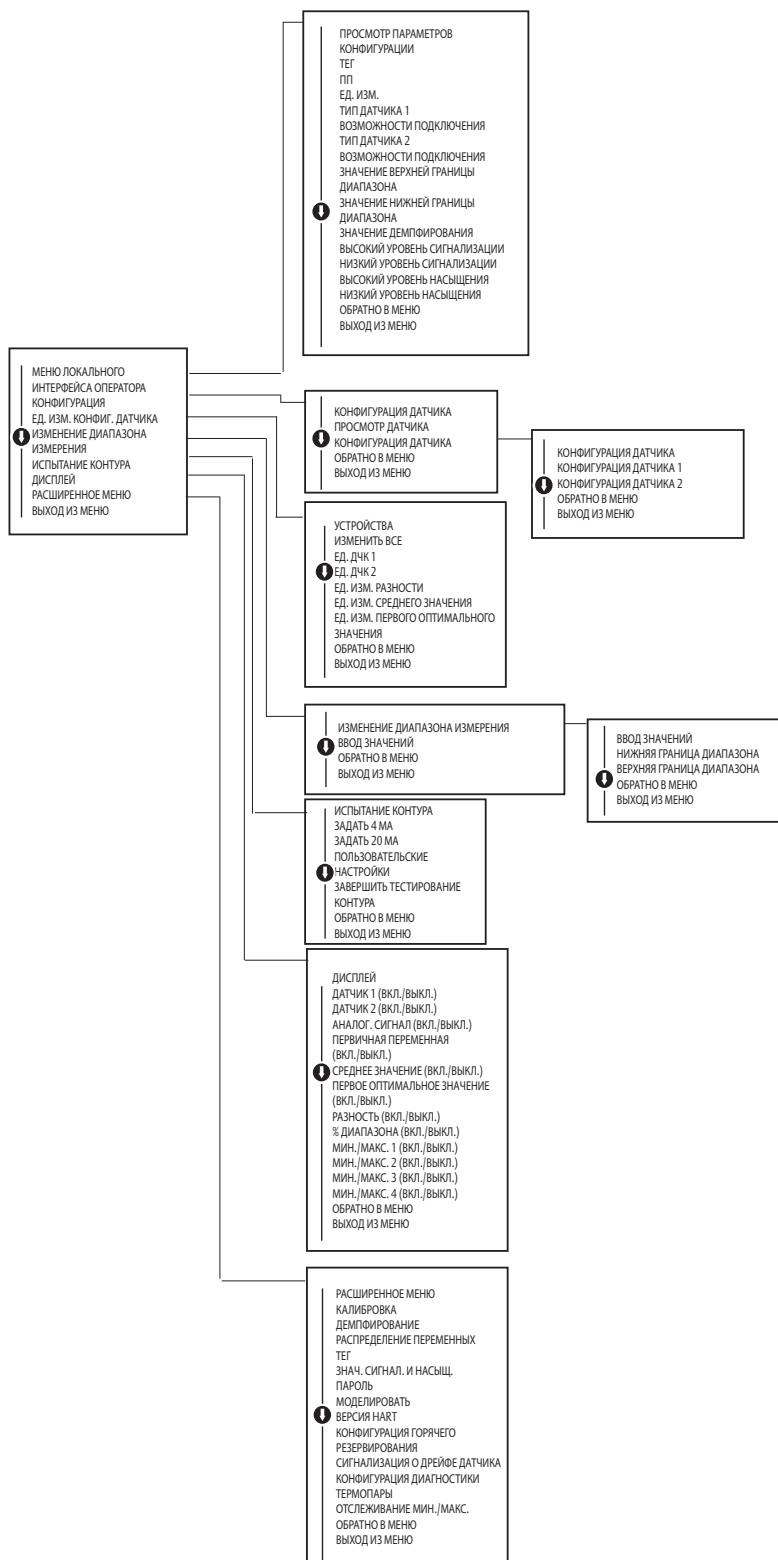 ПРОСМОТР ПАРАМЕТРОВ
КОНФИГУРАЦИИ
ТЕГ
ПП
ЕД. ИЗМ.
ТИП ДАТЧИКА 1
ВОЗМОЖНОСТИ ПОДКЛЮЧЕНИЯ
ТИП ДАТЧИКА 2
ВОЗМОЖНОСТИ ПОДКЛЮЧЕНИЯ
ЗНАЧЕНИЕ ВЕРХНЕЙ ГРАНИЦЫ
ДИАПАЗОНА
ЗНАЧЕНИЕ НИЖНЕЙ ГРАНИЦЫ
ДИАПАЗОНА
ЗНАЧЕНИЕ ДЕМПФИРОВАНИЯ
ВЫСОКИЙ УРОВЕНЬ СИГНАЛИЗАЦИИ
НИЗКИЙ УРОВЕНЬ СИГНАЛИЗАЦИИ
ВЫСОКИЙ УРОВЕНЬ НАСЫЩЕНИЯ
НИЗКИЙ УРОВЕНЬ НАСЫЩЕНИЯ
ОБРАТНО В МЕНЮ
ВЫХОД ИЗ МЕНЮ
МЕНЮ ЛОКАЛЬНОГО
ИНТЕРФЕЙСА ОПЕРАТОРА
КОНФИГУРАЦИЯ
ЕД. ИЗМ. КОНФИГ. ДАТЧИКА
ИЗМЕНЕНИЕ ДИАПАЗОНА
ИЗМЕРЕНИЯ
ИСПЫТАНИЕ КОНТУРА
ДИСПЛЕЙ
РАСШИРЕННОЕ МЕНЮ
ВЫХОД ИЗ МЕНЮ
КОНФИГУРАЦИЯ ДАТЧИКА
ПРОСМОТР ДАТЧИКА
КОНФИГУРАЦИЯ ДАТЧИКА
ОБРАТНО В МЕНЮ
ВЫХОД ИЗ МЕНЮ
КОНФИГУРАЦИЯ ДАТЧИКА
КОНФИГУРАЦИЯ ДАТЧИКА 1
КОНФИГУРАЦИЯ ДАТЧИКА 2
ОБРАТНО В МЕНЮ
ВЫХОД ИЗ МЕНЮ
УСТРОЙСТВА
ИЗМЕНИТЬ ВСЕ
ЕД. ДЧК 1
ЕД. ДЧК 2
ЕД. ИЗМ. РАЗНОСТИ
ЕД. ИЗМ. СРЕДНЕГО ЗНАЧЕНИЯ
ЕД. ИЗМ. ПЕРВОГО ОПТИМАЛЬНОГО
ЗНАЧЕНИЯ
ОБРАТНО В МЕНЮ
ВЫХОД ИЗ МЕНЮ
ИЗМЕНЕНИЕ ДИАПАЗОНА ИЗМЕРЕНИЯ
ВВОД ЗНАЧЕНИЙ
ОБРАТНО В МЕНЮ
ВЫХОД ИЗ МЕНЮ
ВВОД ЗНАЧЕНИЙ
НИЖНЯЯ ГРАНИЦА ДИАПАЗОНА
ВЕРХНЯЯ ГРАНИЦА ДИАПАЗОНА
ОБРАТНО В МЕНЮ
ВЫХОД ИЗ МЕНЮ
ИСПЫТАНИЕ КОНТУРА
ЗАДАТЬ 4 МА
ЗАДАТЬ 20 МА
ПОЛЬЗОВАТЕЛЬСКИЕ
НАСТРОЙКИ
ЗАВЕРШИТЬ ТЕСТИРОВАНИЕ
КОНТУРА
ОБРАТНО В МЕНЮ
ВЫХОД ИЗ МЕНЮ
ДИСПЛЕЙ
ДАТЧИК 1 (ВКЛ./ВЫКЛ.)
ДАТЧИК 2 (ВКЛ./ВЫКЛ.)
АНАЛОГ. СИГНАЛ (ВКЛ./ВЫКЛ.)
ПЕРВИЧНАЯ ПЕРЕМЕННАЯ
(ВКЛ./ВЫКЛ.)
СРЕДНЕЕ ЗНАЧЕНИЕ (ВКЛ./ВЫКЛ.)
ПЕРВОЕ ОПТИМАЛЬНОЕ ЗНАЧЕНИЕ
(ВКЛ./ВЫКЛ.)
РАЗНОСТЬ (ВКЛ./ВЫКЛ.)
% ДИАПАЗОНА (ВКЛ./ВЫКЛ.)
МИН./МАКС. 1 (ВКЛ./ВЫКЛ.)
МИН./МАКС. 2 (ВКЛ./ВЫКЛ.)
МИН./МАКС. 3 (ВКЛ./ВЫКЛ.)
МИН./МАКС. 4 (ВКЛ./ВЫКЛ.)
ОБРАТНО В МЕНЮ
ВЫХОД ИЗ МЕНЮ
РАСШИРЕННОЕ МЕНЮ
КАЛИБРОВКА
ДЕМПФИРОВАНИЕ
РАСПРЕДЕЛЕНИЕ ПЕРЕМЕННЫХ
ТЕГ
ЗНАЧ. СИГНАЛ. И НАСЫЩ.
ПАРОЛЬ
МОДЕЛИРОВАТЬ
ВЕРСИЯ HART
КОНФИГУРАЦИЯ ГОРЯЧЕГО
РЕЗЕРВИРОВАНИЯ
СИГНАЛИЗАЦИЯ О ДРЕЙФЕ ДАТЧИКА
КОНФИГУРАЦИЯ ДИАГНОСТИКИ
ТЕРМОПАРЫ
ОТСЛЕЖИВАНИЕ МИН./МАКС.
ОБРАТНО В МЕНЮ
ВЫХОД ИЗ МЕНЮ